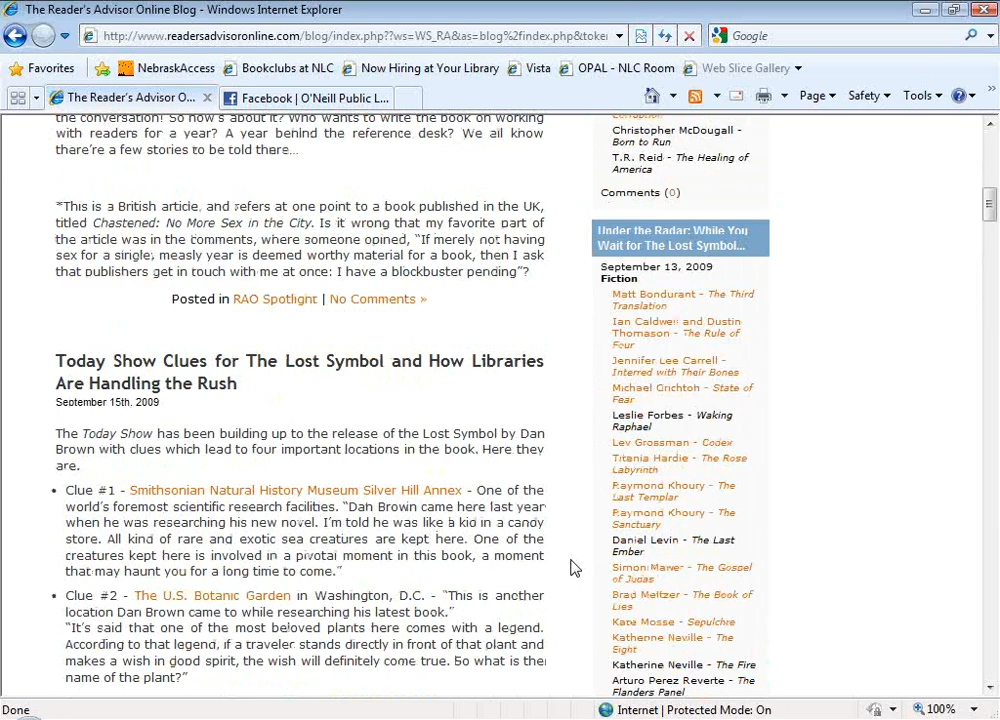 The Reader's Advisor Online Blog - Windows Internet Explorer
http://www.readersadvisoronline.com/blog/index.php??ws=WS_RA&as=blog%2findex.php&token
Google
Favorites
NebraskAccess
Bookclubs at NLC
Now Hiring at Your Library
Vista
OPAL - NLC Room
Web Slice Gallery
The Reader's Advisor O...
Facebook | O'Neill Public L...
Page
Safety
Tools
the conversation! So how's about it? Who wants to write the book on working
with readers for a year? A year behind the reference desk? We all know
there're a few stories to be told there...
*This is a British article, and refers at one point to a book published in the UK,
titled Chastened: No More Sex in the City. Is it wrong that my favorite part of
the article was in the comments, where someone opined, "If merely not having
sex for a single, measly year is deemed worthy material for a book, then I ask
that publishers get in touch with me at once: I have a blockbuster pending"?
Posted in RAO Spotlight | No Comments »
Today Show Clues for The Lost Symbol and How Libraries
Are Handling the Rush
September 15th, 2009
The Today Show has been building up to the release of the Lost Symbol by Dan
Brown with clues which lead to four important locations in the book. Here they
are.
• Clue #1 - Smithsonian Natural History Museum Silver Hill Annex - One of the
world's foremost scientific research facilities. "Dan Brown came here last year
when he was researching his new novel. I'm told he was like a kid in a candy
store. All kind of rare and exotic sea creatures are kept here. One of the
creatures kept here is involved in a pivotal moment in this book, a moment
that may haunt you for a long time to come."
• Clue #2 - The U.S. Botanic Garden in Washington, D.C. - "This is another
location Dan Brown came to while researching his latest book."
"It's said that one of the most beloved plants here comes with a legend.
According to that legend, if a traveler stands directly in front of that plant and
makes a wish in good spirit, the wish will definitely come true. So what is the
name of the plant?"
Corruption
Christopher McDougall -
Born to Run
T.R. Reid - The Healing of
America
Comments (0)
Under the Radar: While You
Wait for The Lost Symbol...
September 13, 2009
Fiction
Matt Bondurant - The Third
Translation
Ian Caldwell and Dustin
Thomason - The Rule of
Four
Jennifer Lee Carrell -
Interred with Their Bones
Michael Crichton - State of
Fear
Leslie Forbes - Waking
Raphael
Lev Grossman - Codex
Titania Hardie - The Rose
Labyrinth
Raymond Khoury - The
Last Templar
Raymond Khoury - The
Sanctuary
Daniel Levin - The Last
Ember
Simon Mawer - The Gospel
of Judas
Brad Meltzer - The Book of
Lies
Kate Mosse - Sepulchre
Katherine Neville - The
Eight
Katherine Neville - The Fire
Arturo Perez Reverte - The
Flanders Panel
Done
Internet | Protected Mode: On
100%